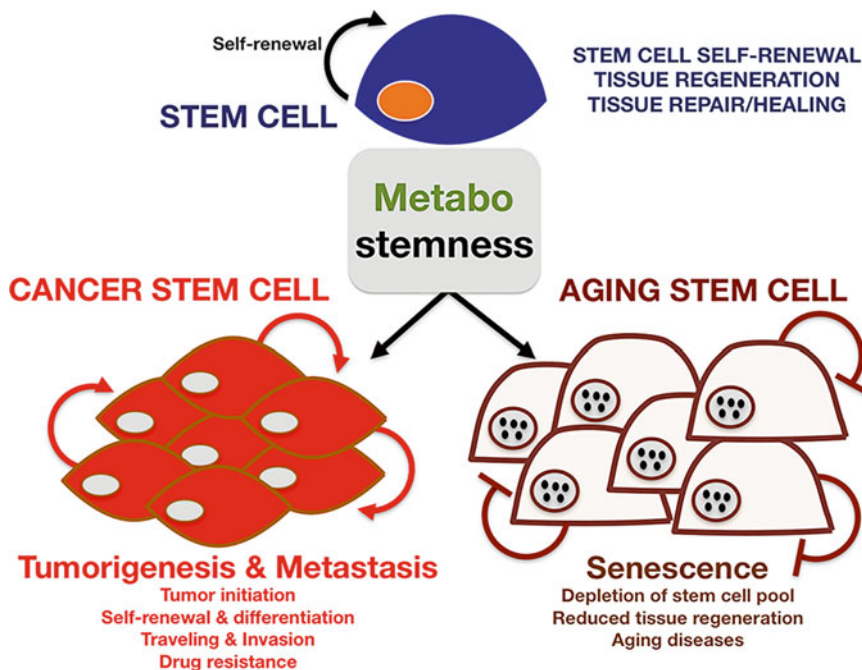 Self-renewal
STEM CELL
STEM CELL SELF-RENEWAL
TISSUE REGENERATION
TISSUE REPAIR/HEALING
Metabo
stemness
CANCER STEM CELL
AGING STEM CELL
Tumorigenesis & Metastasis
Tumor initiation
Self-renewal & differentiation
Traveling & Invasion
Drug resistance
Senescence
Depletion of stem cell pool
Reduced tissue regeneration
Aging diseases